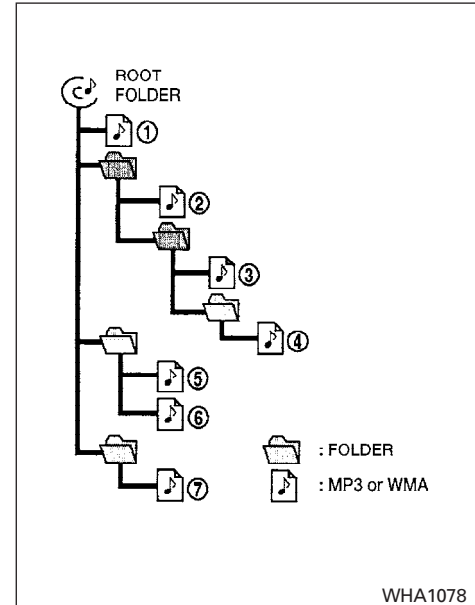 ROOT
FOLDER
①
②
③
④
⑤
⑥
⑦
: FOLDER
: MP3 or WMA
WHA1078